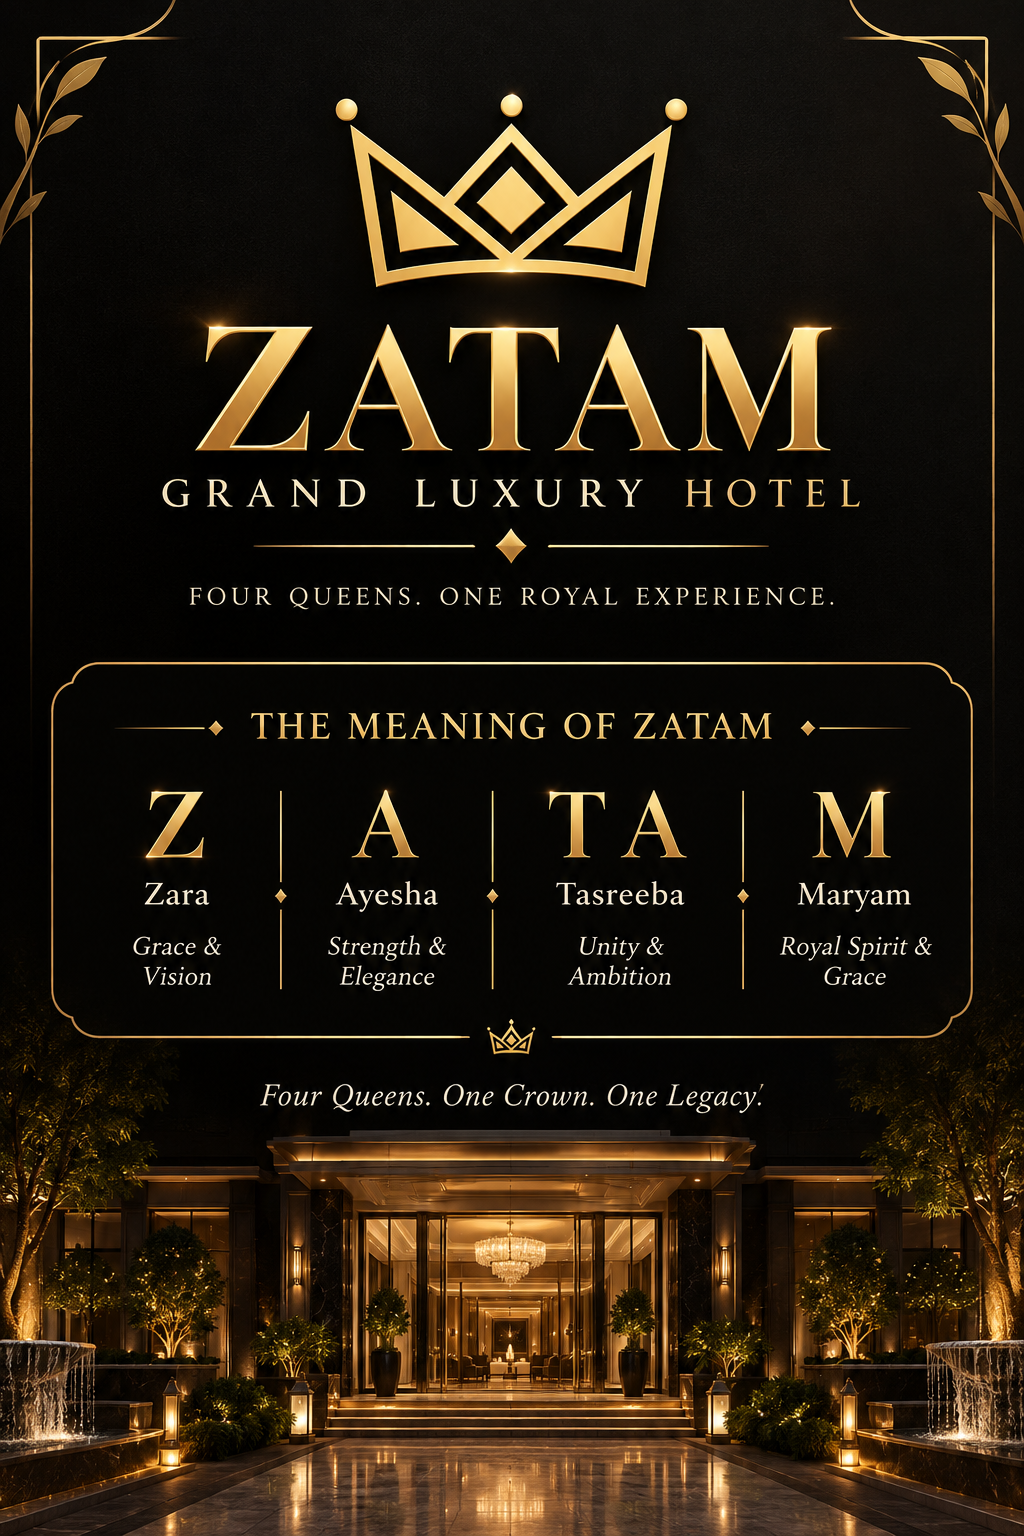 ZATAM
GRAND LUXURY HOTEL
FOUR QUEENS. ONE ROYAL EXPERIENCE.
THE MEANING OF ZATAM
Z A TA M
Zara Ayesha Tasreeba Maryam
Grace & Strength & Unity & Royal Spirit &
Vision Elegance Ambition Grace
Four Queens. One Crown. One Legacy.'